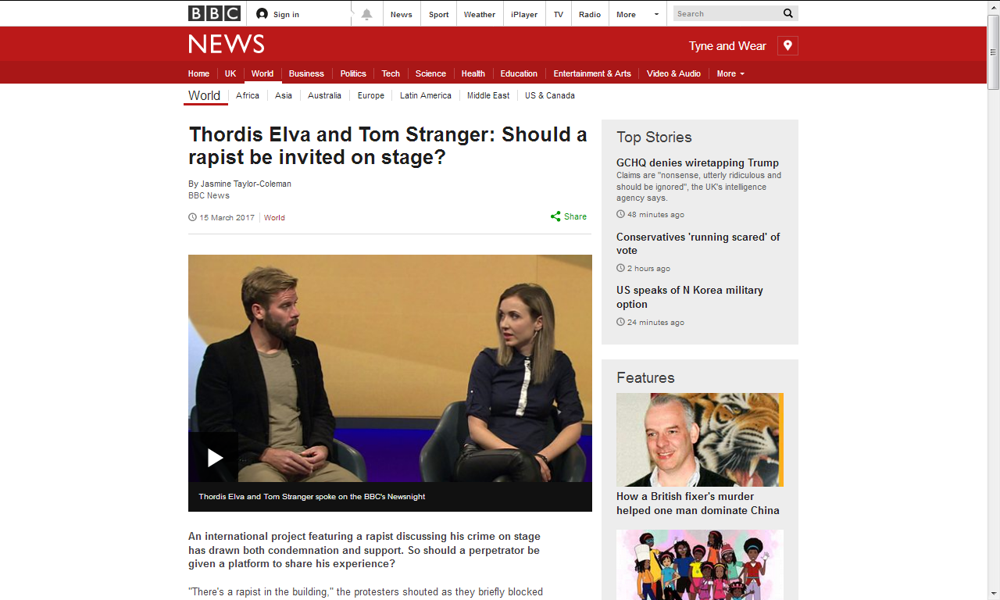 BBC Sign in News Sport Weather iPlayer TV Radio More Search
NEWS Tyne and Wear
Home UK World Business Politics Tech Science Health Education Entertainment & Arts Video & Audio More
World Africa Asia Australia Europe Latin America Middle East US & Canada
Thordis Elva and Tom Stranger: Should a
rapist be invited on stage?
By Jasmine Taylor-Coleman
BBC News
15 March 2017 World Share
Thordis Elva and Tom Stranger spoke on the BBC's Newsnight
An international project featuring a rapist discussing his crime on stage
has drawn both condemnation and support. So should a perpetrator be
given a platform to share his experience?
"There's a rapist in the building," the protesters shouted as they briefly blocked
Top Stories
GCHQ denies wiretapping Trump
Claims are "nonsense, utterly ridiculous and
should be ignored", the UK's intelligence
agency says.
48 minutes ago
Conservatives 'running scared' of
vote
2 hours ago
US speaks of N Korea military
option
24 minutes ago
Features
How a British fixer's murder
helped one man dominate China